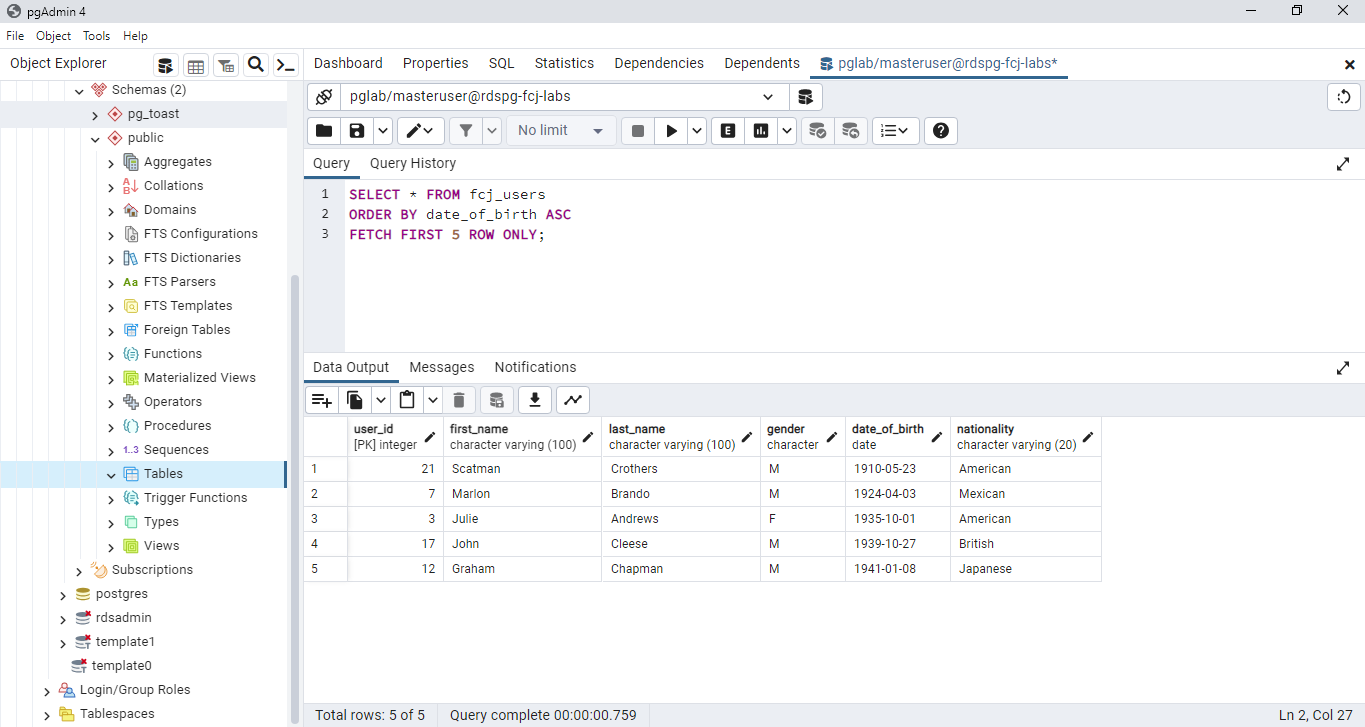 pgAdmin 4
File Object Tools Help
Object Explorer
Dashboard Properties SQL Statistics Dependencies Dependents pglab/masteruser@rdspg-fcj-labs*
Schemas (2)
pg_toast
public
Aggregates
Collations
Domains
FTS Configurations
FTS Dictionaries
Aa FTS Parsers
FTS Templates
Foreign Tables
Functions
Materialized Views
Operators
Procedures
1..3 Sequences
Tables
Trigger Functions
Types
Views
Subscriptions
postgres
rdsadmin
template1
template0
Login/Group Roles
Tablespaces
pglab/masteruser@rdspg-fcj-labs
No limit E
Query Query History
1 SELECT * FROM fcj_users
2 ORDER BY date_of_birth ASC
3 FETCH FIRST 5 ROW ONLY;
Data Output Messages Notifications
user_id first_name last_name gender date_of_birth nationality
[PK] integer character varying (100) character varying (100) character date character varying (20)
1 21 Scatman Crothers M 1910-05-23 American
2 7 Marlon Brando M 1924-04-03 Mexican
3 3 Julie Andrews F 1935-10-01 American
4 17 John Cleese M 1939-10-27 British
5 12 Graham Chapman M 1941-01-08 Japanese
Total rows: 5 of 5 Query complete 00:00:00.759 Ln 2, Col 27